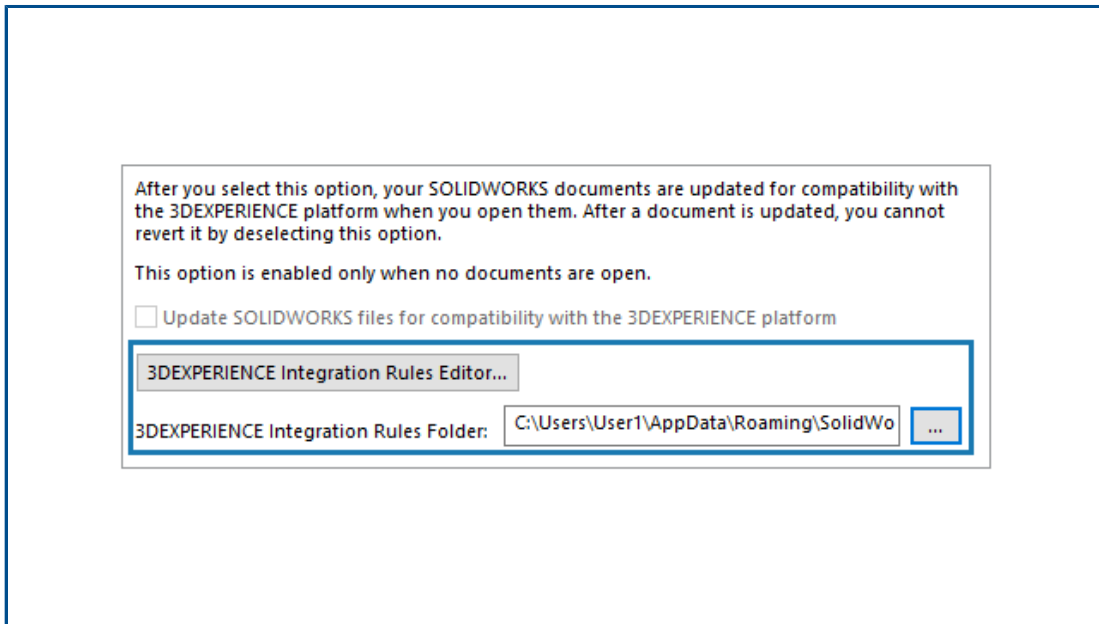 After you select this option, your SOLIDWORKS documents are updated for compatibility with
the 3DEXPERIENCE platform when you open them. After a document is updated, you cannot
revert it by deselecting this option.
This option is enabled only when no documents are open.
Update SOLIDWORKS files for compatibility with the 3DEXPERIENCE platform
3DEXPERIENCE Integration Rules Editor...
3DEXPERIENCE Integration Rules Folder: C:\Users\User1\AppData\Roaming\SolidWo ...